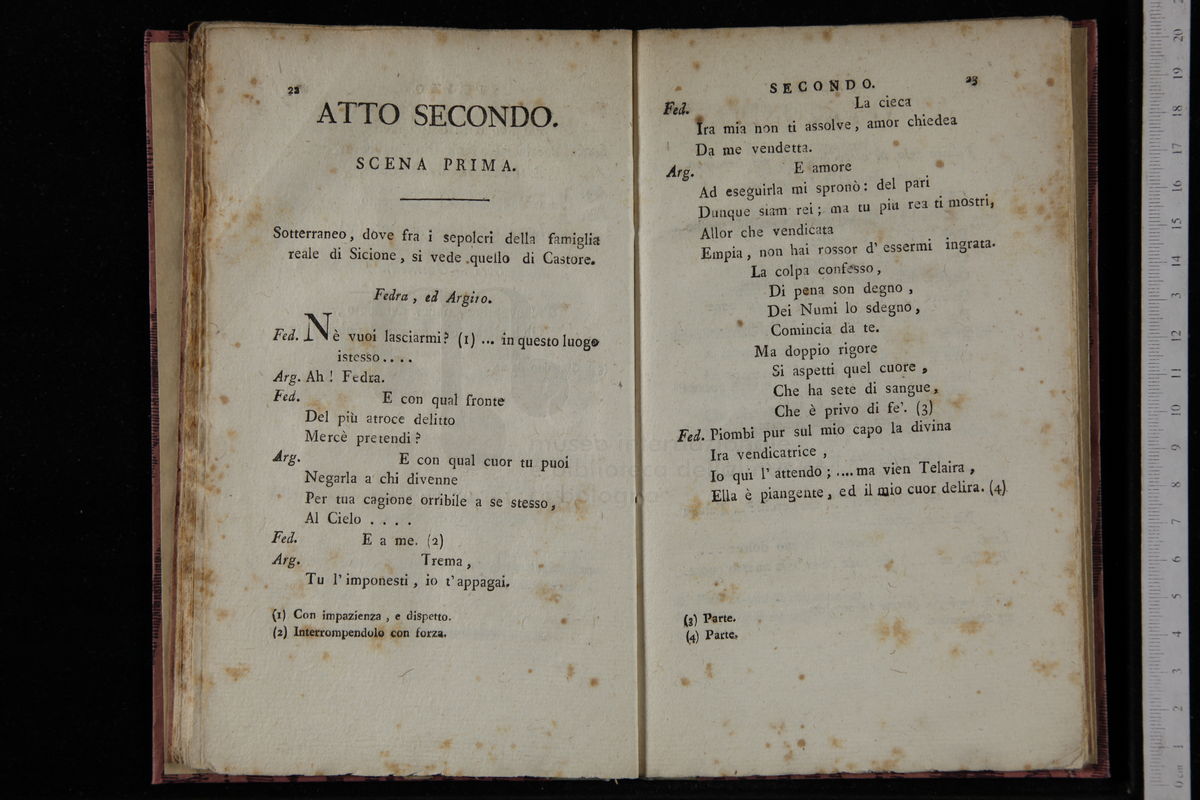 22
ATTO SECONDO.
SCENA PRIMA.
Sotterraneo, dove fra i sepolcri della famiglia
reale di Sicione, si vede quello di Castore.
Fedra, ed Argiro.
Fed. Nè vuoi lasciarmi? (1) ... in questo luogo
istesso....
Arg. Ah! Fedra.
Fed. E con qual fronte
Del più atroce delitto
Mercè pretendi?
Arg. E con qual cuor tu puoi
Negarla a chi divenne
Per tua cagione orribile a se stesso,
Al Cielo ....
Fed. E a me. (2)
Arg. Trema,
Tu l'imponesti, io t'appagai.
(1) Con impazienza, e dispetto.
(2) Interrompendolo con forza.
SECONDO. 23
Fed. La cieca
Ira mia non ti assolve, amor chiedea
Da me vendetta.
Arg. E amore
Ad eseguirla mi spronò: del pari
Dunque siam rei; ma tu piu rea ti mostri,
Allor che vendicata
Empia, non hai rossor d'essermi ingrata.
La colpa confesso,
Di pena son degno,
Dei Numi lo sdegno,
Comincia da te.
Ma doppio rigore
Si aspetti quel cuore,
Che ha sete di sangue,
Che è privo di fe'. (3)
Fed. Piombi pur sul mio capo la divina
Ira vendicatrice,
Io qui l'attendo; ....ma vien Telaira,
Ella è piangente, ed il mio cuor delira. (4)
(3) Parte.
(4) Parte.